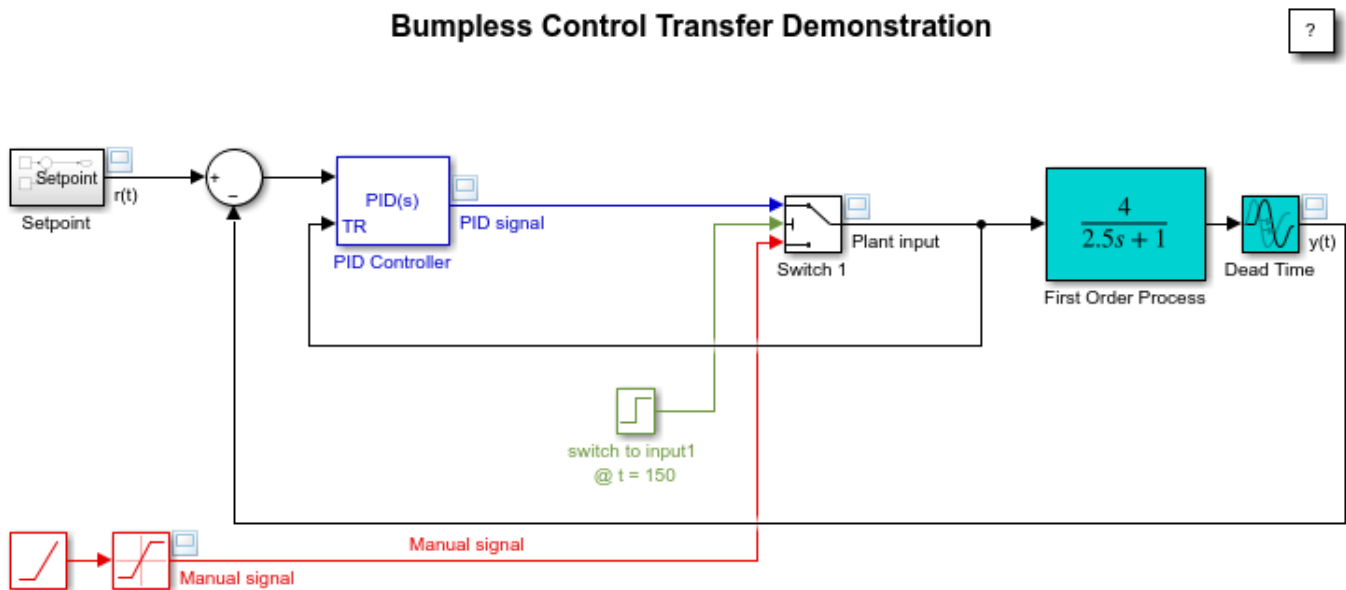 Bumpless Control Transfer Demonstration
?
Setpoint
r(t)
Setpoint
+
−
PID(s)
TR
PID Controller
PID signal
Switch 1
Plant input
4
2.5s + 1
First Order Process
Dead Time
y(t)
switch to input1
@ t = 150
Manual signal
Manual signal